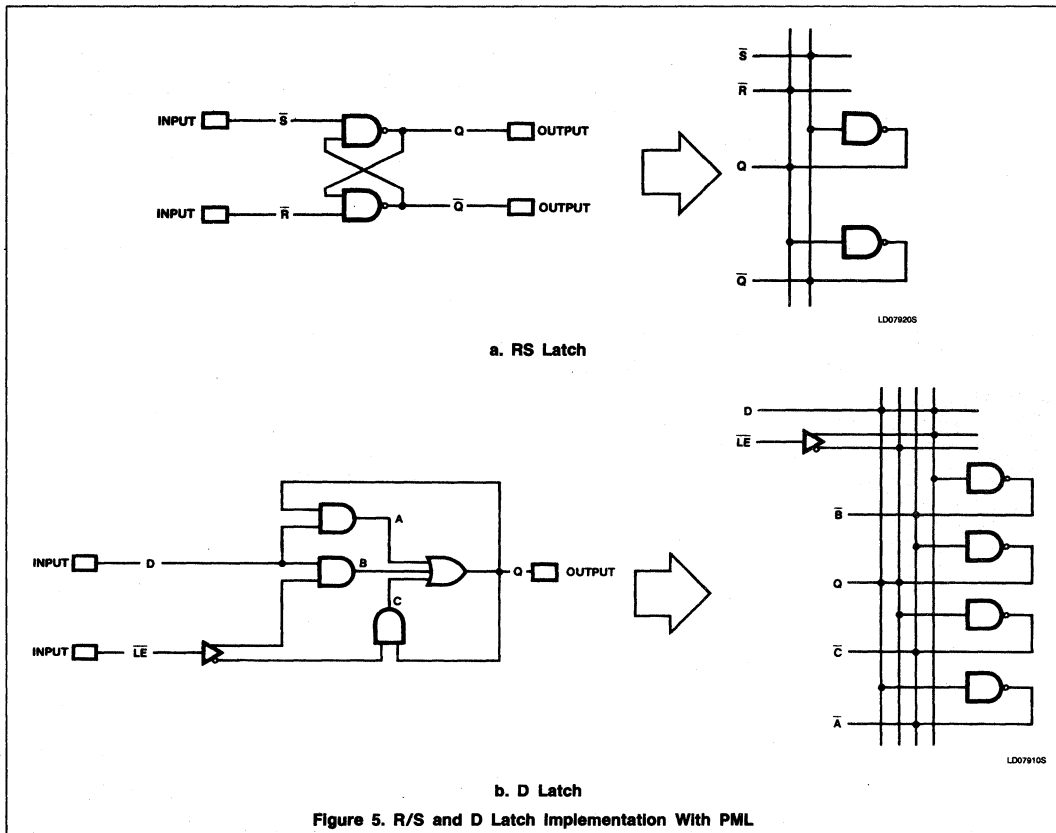 S̅
R̅
INPUT S̅ Q OUTPUT
Q
INPUT R̅ Q̅ OUTPUT
Q̅
LD07920S
a. RS Latch
D
L̅E̅
A
B̅
INPUT D B Q OUTPUT
Q
C
INPUT L̅E̅
C̅
A̅
LD07910S
b. D Latch
Figure 5. R/S and D Latch Implementation With PML